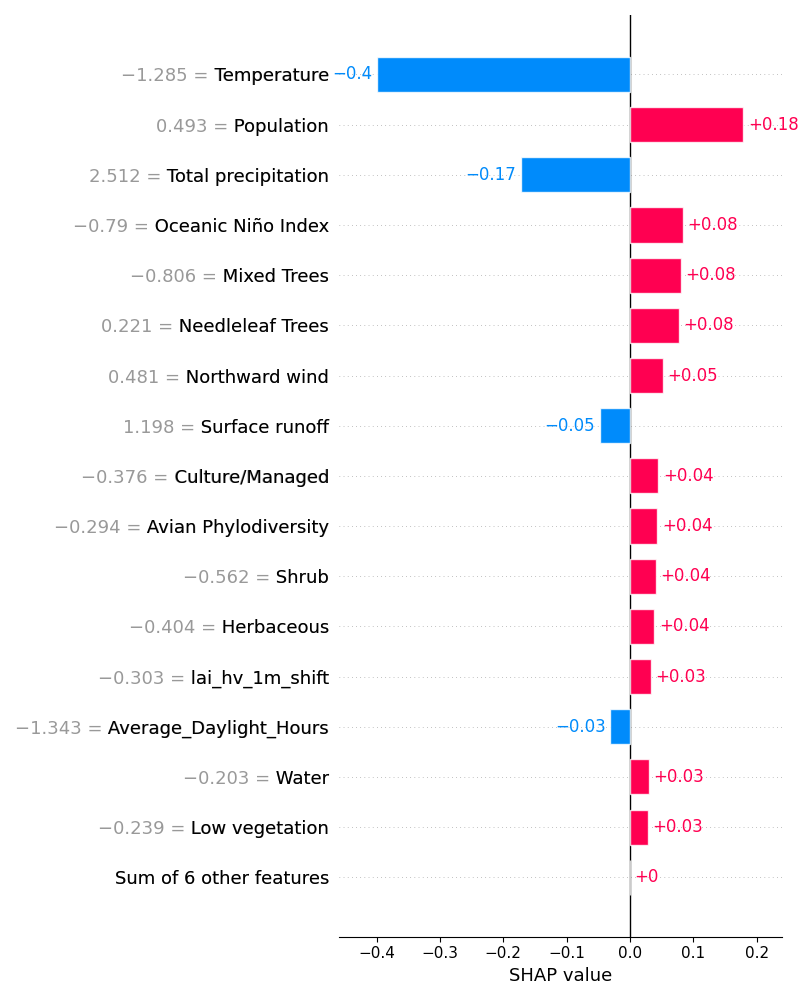 −1.285 = Temperature −0.4
0.493 = Population +0.18
2.512 = Total precipitation −0.17
−0.79 = Oceanic Niño Index +0.08
−0.806 = Mixed Trees +0.08
0.221 = Needleleaf Trees +0.08
0.481 = Northward wind +0.05
1.198 = Surface runoff −0.05
−0.376 = Culture/Managed +0.04
−0.294 = Avian Phylodiversity +0.04
−0.562 = Shrub +0.04
−0.404 = Herbaceous +0.04
−0.303 = lai_hv_1m_shift +0.03
−1.343 = Average_Daylight_Hours −0.03
−0.203 = Water +0.03
−0.239 = Low vegetation +0.03
Sum of 6 other features +0
−0.4 −0.3 −0.2 −0.1 0.0 0.1 0.2
SHAP value